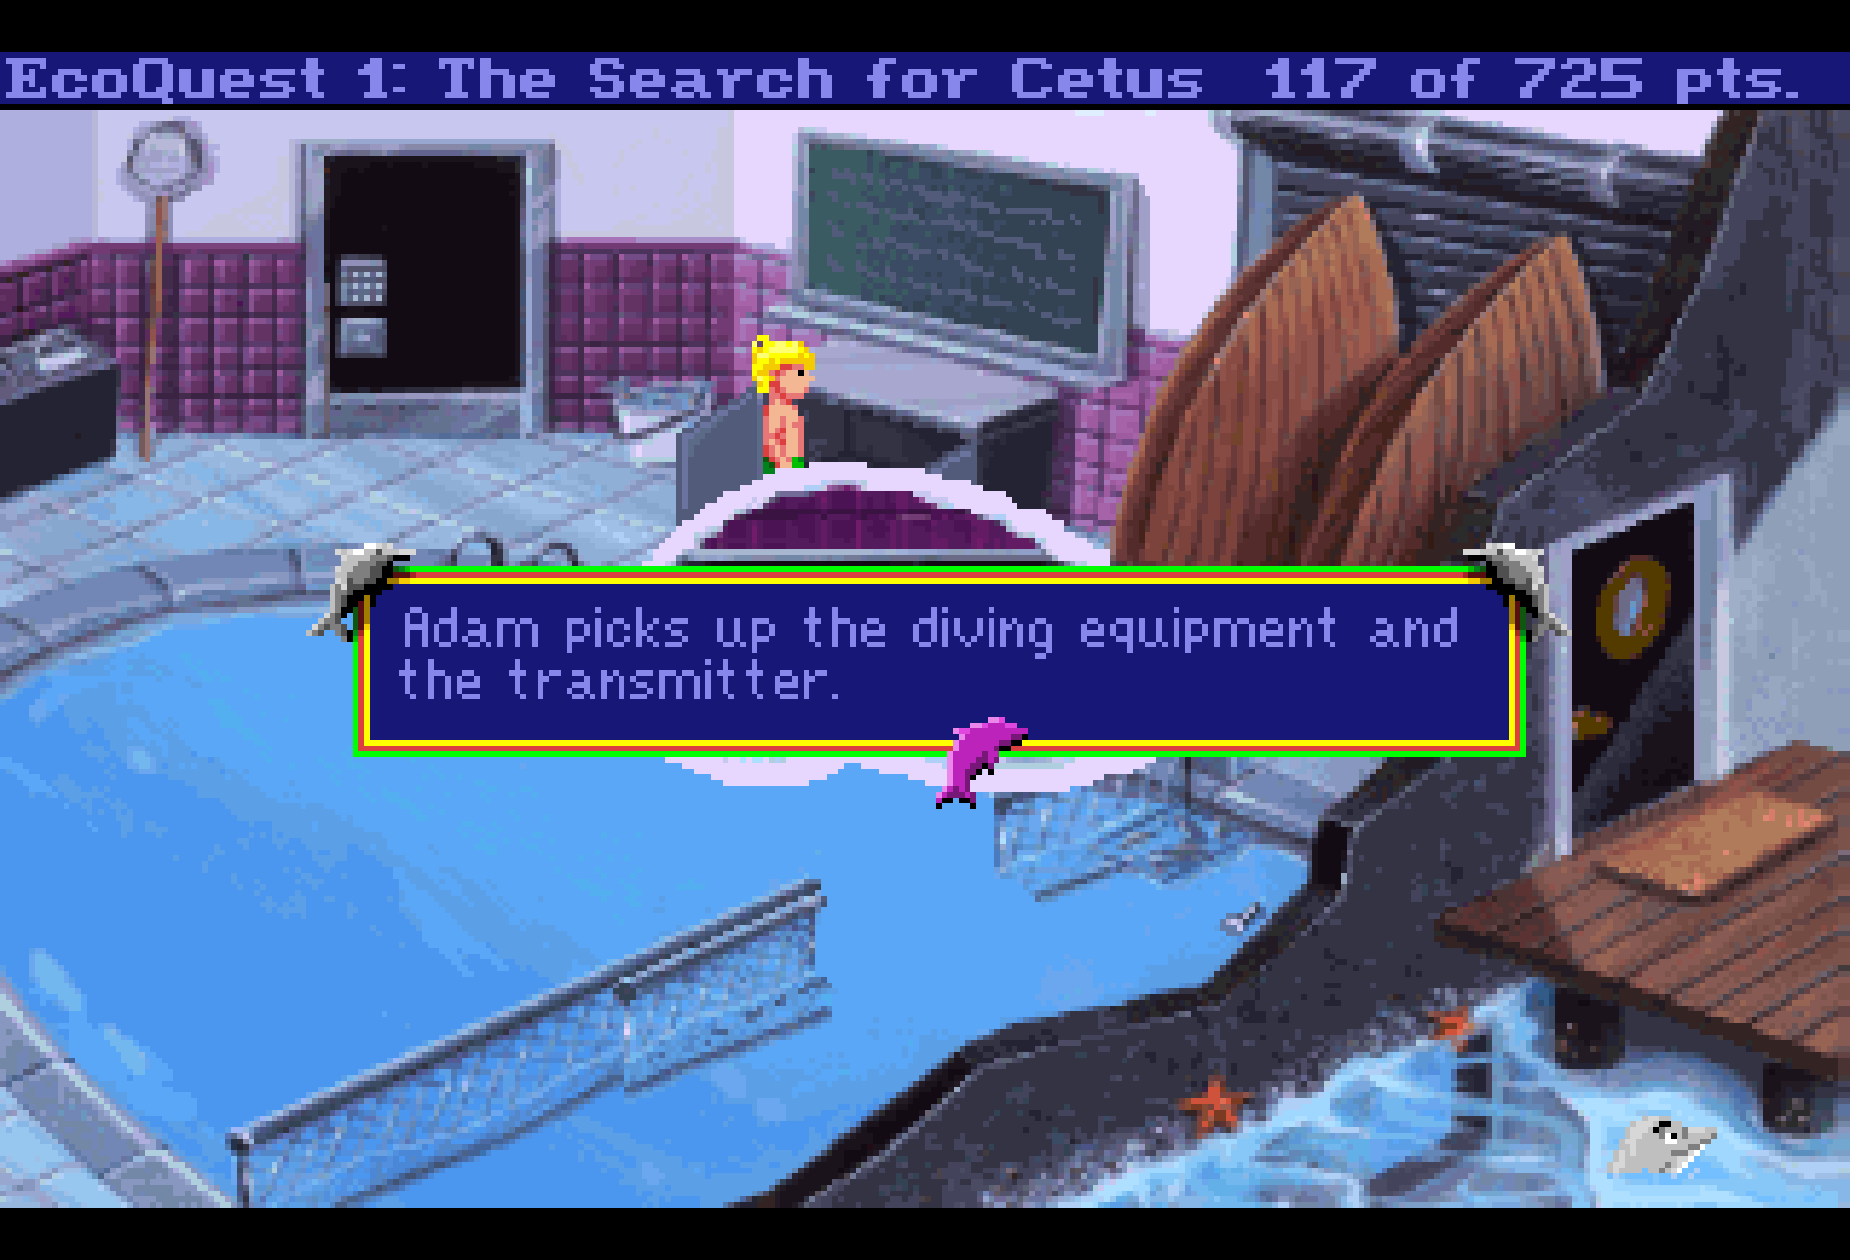 EcoQuest 1: The Search for Cetus 117 of 725 pts.
Adam picks up the diving equipment and
the transmitter.